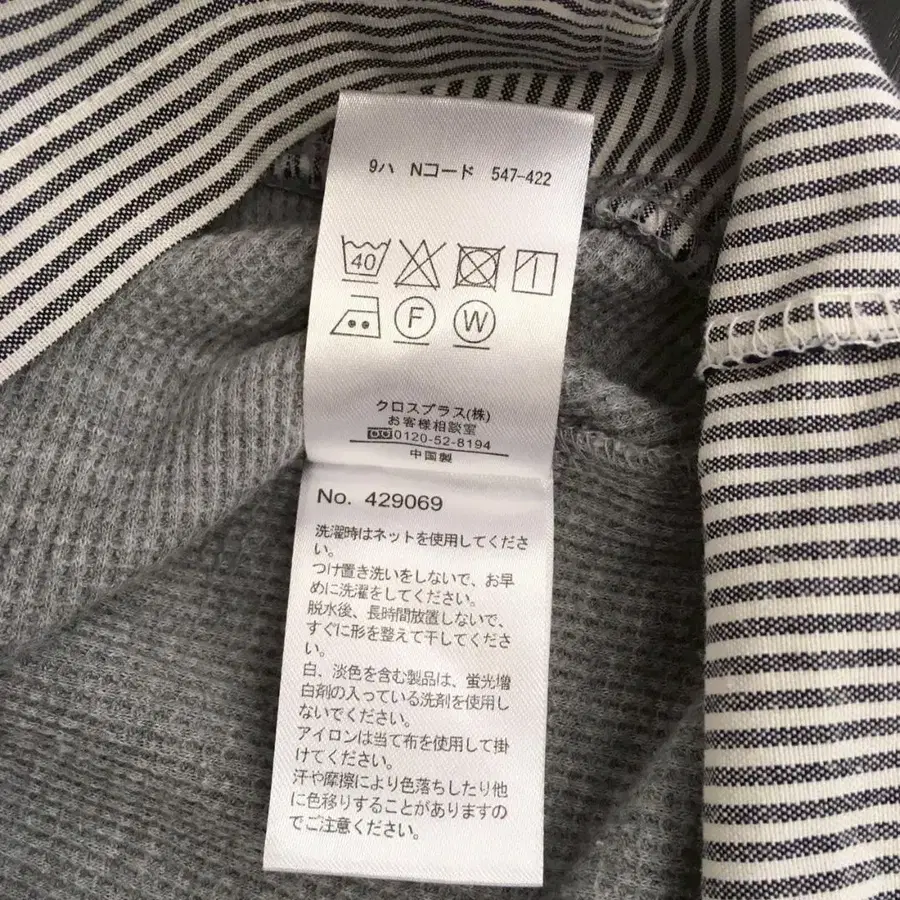 9ハ Nコード 547-422
40
F W
クロスプラス(株)
お客様相談室
0120-52-8194
中国製
No. 429069
洗濯時はネットを使用してくださ
い。
つけ置き洗いをしないで、お早
めに洗濯をしてください。
脱水後、長時間放置しないで、
すぐに形を整えて干してくださ
い。
白、淡色を含む製品は、蛍光増
白剤の入っている洗剤を使用し
ないでください。
アイロンは当て布を使用して掛
けてください。
汗や摩擦により色落ちしたり他
に色移りすることがありますの
でご注意ください。